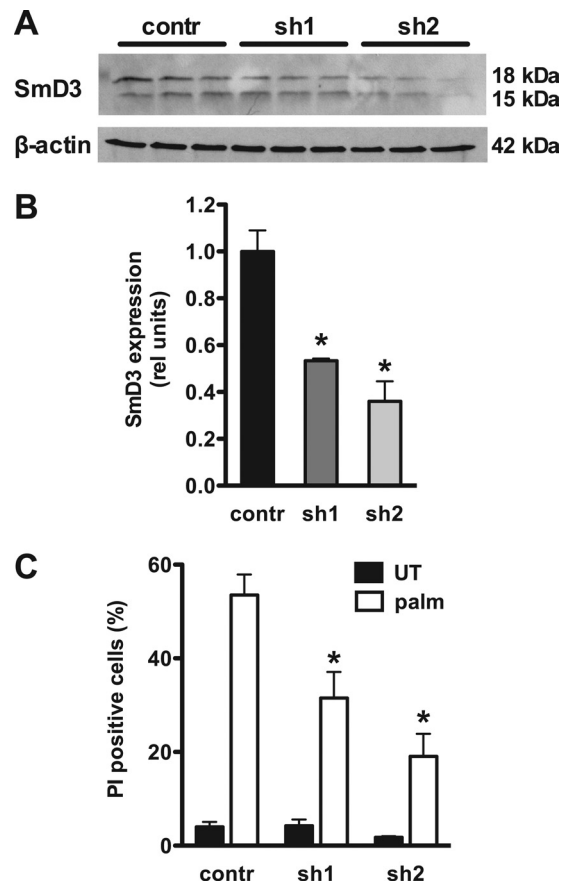 A
contr sh1 sh2
SmD3
18 kDa
15 kDa
β-actin
42 kDa
B
SmD3 expression
(rel units)
1.2
1.0
0.8
0.6
0.4
0.2
0.0
* *
contr sh1 sh2
C
PI positive cells (%)
60
40
20
0
UT
palm
* *
contr sh1 sh2